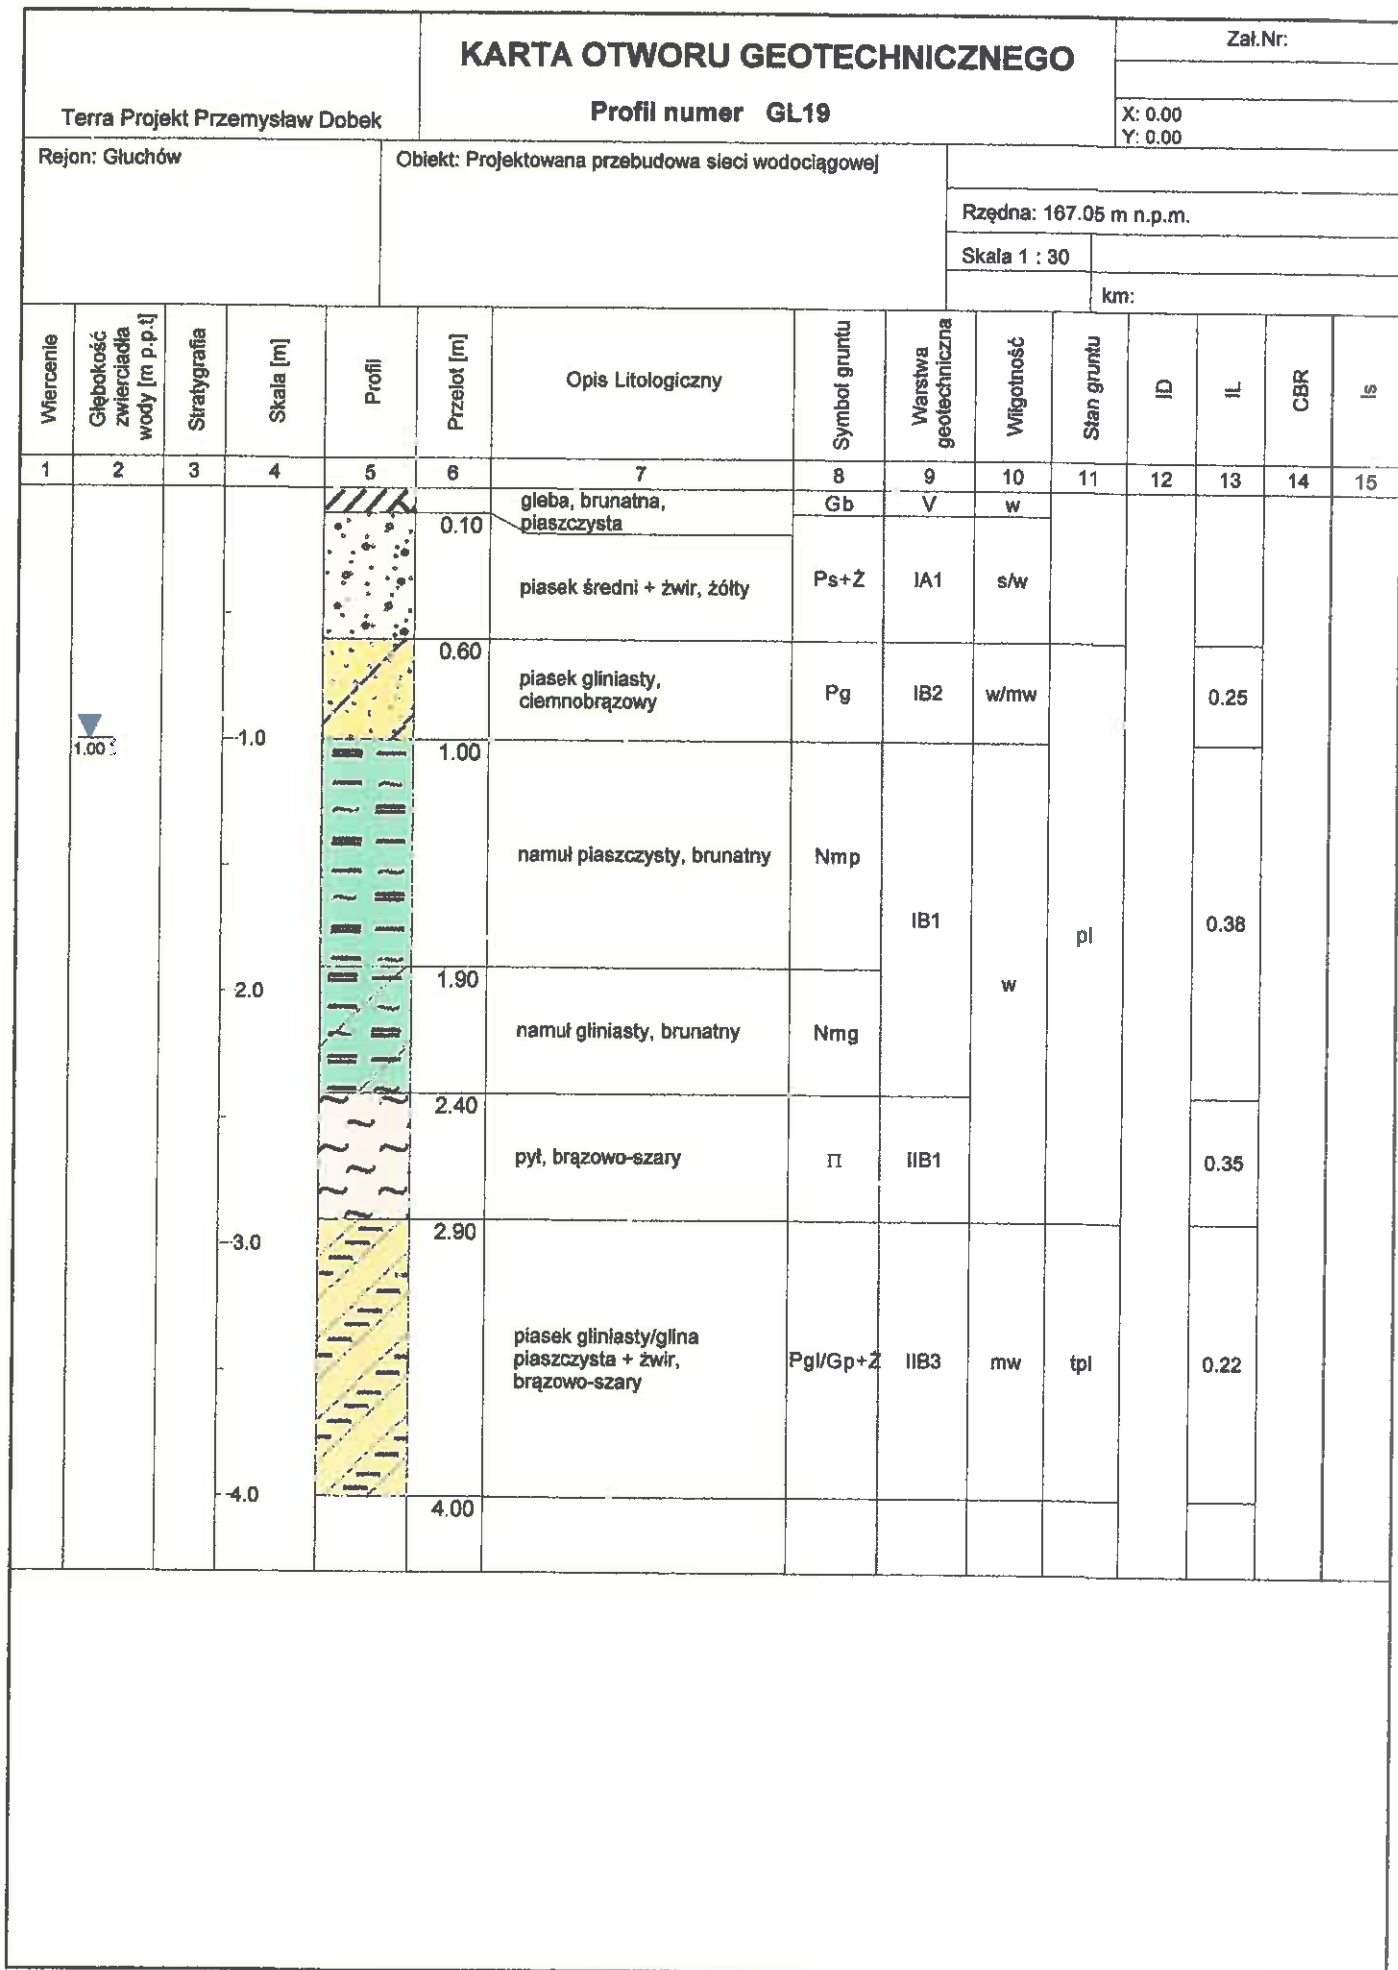 KARTA OTWORU GEOTECHNICZNEGO
Profil numer GL19
Terra Projekt Przemysław Dobek
Zał.Nr:
X: 0.00
Y: 0.00
Rejon: Głuchów
Obiekt: Projektowana przebudowa sieci wodociągowej
Rzędna: 167.05 m n.p.m.
Skala 1 : 30
km:
Wiercenie
Głębokość
zwierciadła
wody [m p.p.t]
Stratygrafia
Skala [m]
Profil
Przelot [m]
Opis Litologiczny
Symbol gruntu
Warstwa
geotechniczna
Wilgotność
Stan gruntu
ID
IL
CBR
Is
1 2 3 4 5 6 7 8 9 10 11 12 13 14 15
gleba, brunatna,
piaszczysta
Gb V w
0.10
piasek średni + żwir, żółty
Ps+Ż IA1 s/w
0.60
piasek gliniasty,
ciemnobrązowy
Pg IB2 w/mw 0.25
1.00
-1.0
1.00
namuł piaszczysty, brunatny
Nmp
IB1 pl 0.38
1.90
-2.0
w
namuł gliniasty, brunatny
Nmg
2.40
pył, brązowo-szary
Π IIB1 0.35
2.90
-3.0
piasek gliniasty/glina
piaszczysta + żwir,
brązowo-szary
Pgl/Gp+Ż IIB3 mw tpl 0.22
-4.0
4.00